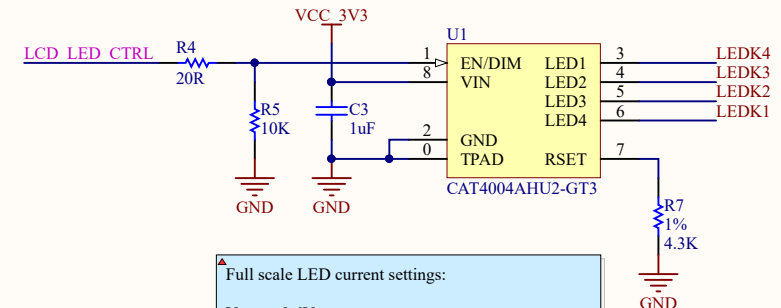 VCC_3V3
U1
LCD_LED_CTRL
R4
20R
1
EN/DIM
LED1
3
LEDK4
8
VIN
LED2
4
LEDK3
LED3
5
LEDK2
LED4
6
LEDK1
R5
10K
C3
1uF
2
GND
0
TPAD
RSET
7
CAT4004AHU2-GT3
GND
GND
R7
1%
4.3K
Full scale LED current settings:
GND